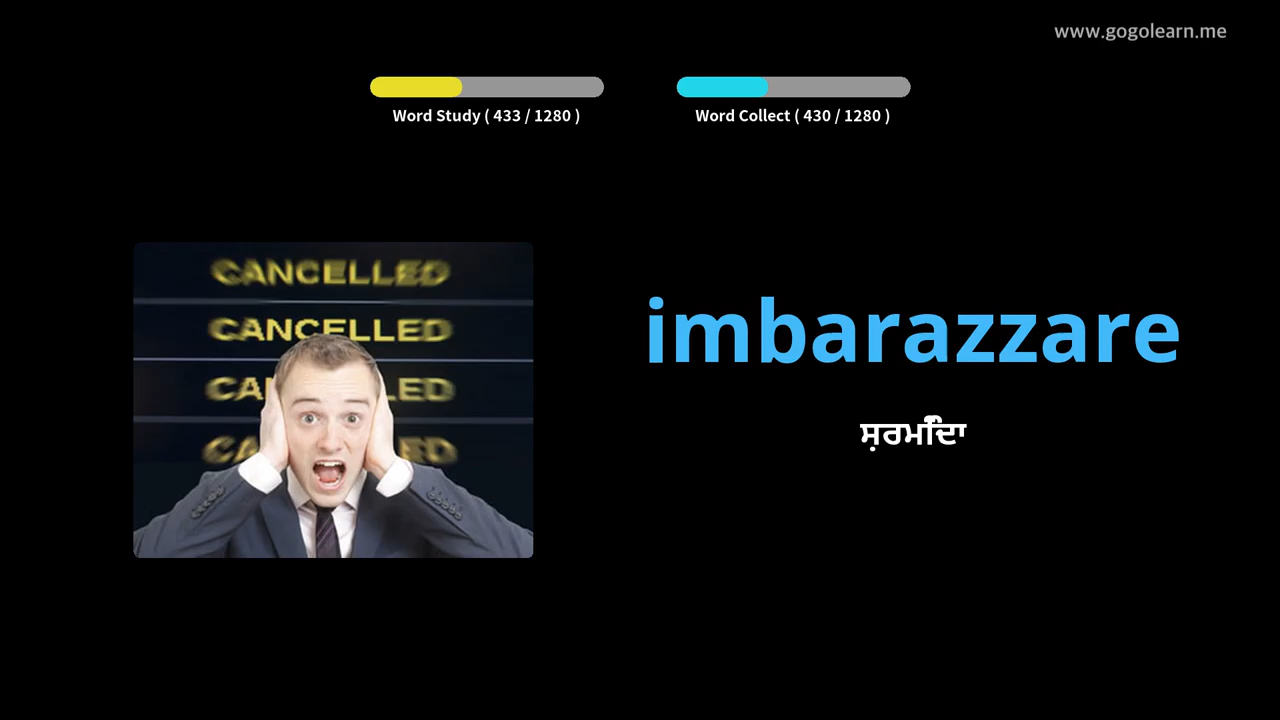 www.gogolearn.me
Word Study ( 433 / 1280 )
Word Collect ( 430 / 1280 )
CANCELLED
CANCELLED
imbarazzare
ਸ਼ਰਮਿੰਦਾ